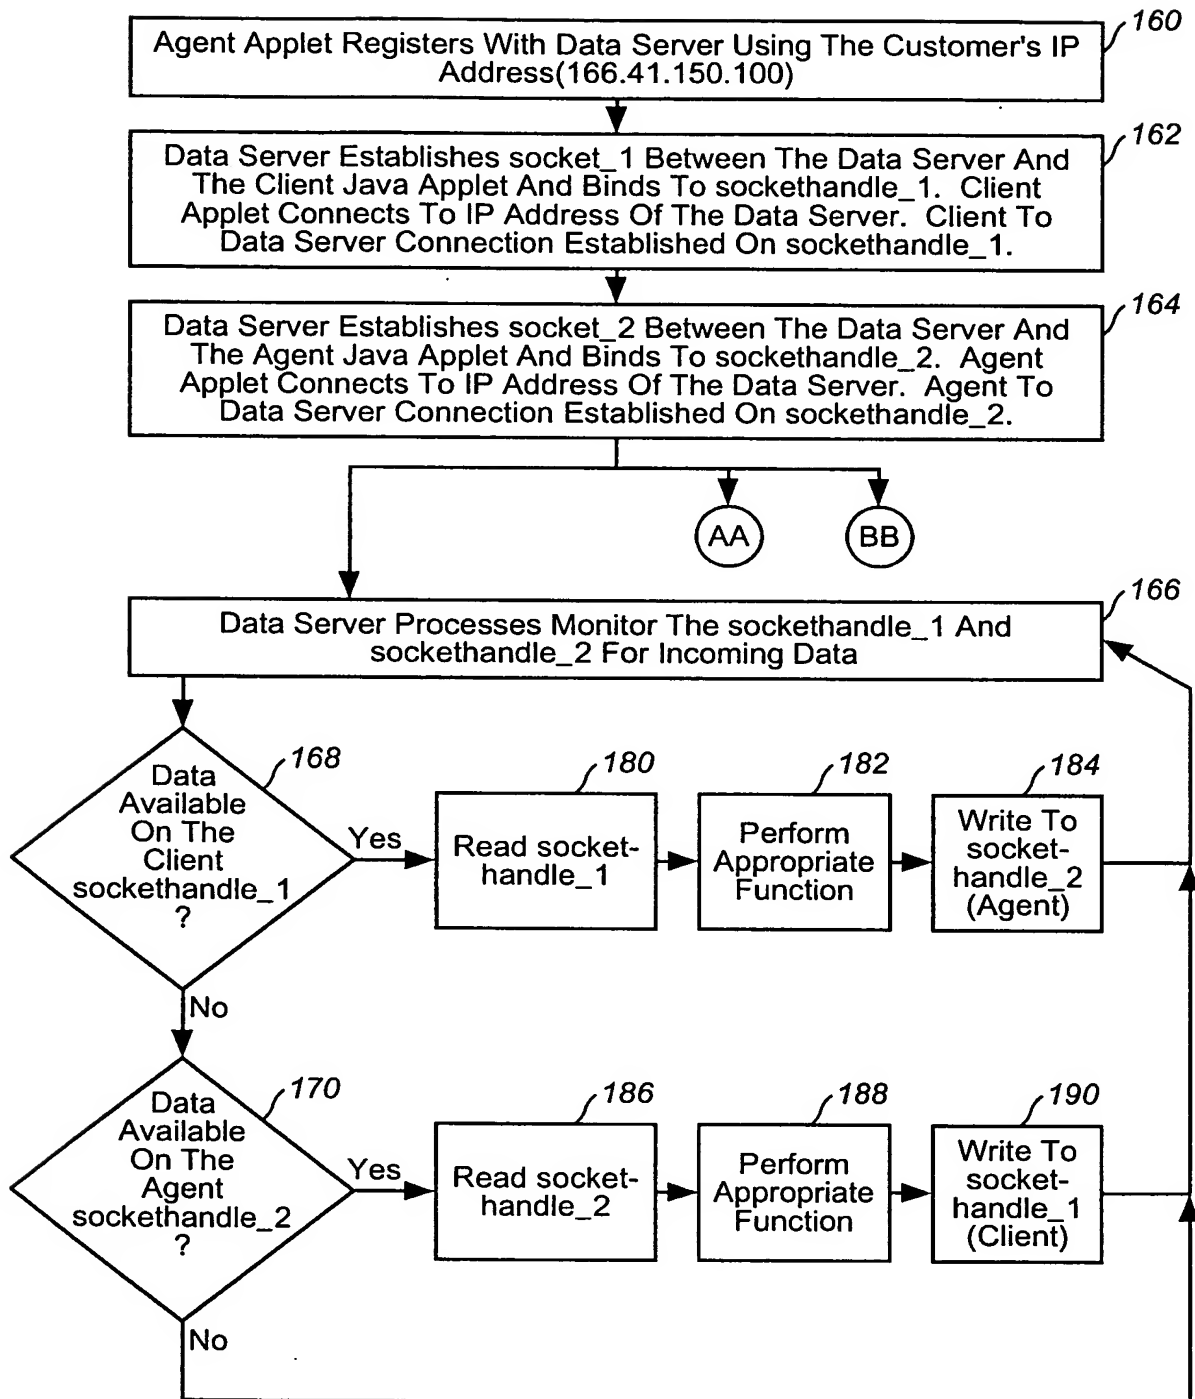 160
Agent Applet Registers With Data Server Using The Customer's IP
Address(166.41.150.100)
162
Data Server Establishes socket_1 Between The Data Server And
The Client Java Applet And Binds To sockethandle_1. Client
Applet Connects To IP Address Of The Data Server. Client To
Data Server Connection Established On sockethandle_1.
164
Data Server Establishes socket_2 Between The Data Server And
The Agent Java Applet And Binds To sockethandle_2. Agent
Applet Connects To IP Address Of The Data Server. Agent To
Data Server Connection Established On sockethandle_2.
AA
BB
166
Data Server Processes Monitor The sockethandle_1 And
sockethandle_2 For Incoming Data
168
Data
Available
On The
Client
sockethandle_1
?
Yes
No
180
Read socket-
handle_1
182
Perform
Appropriate
Function
184
Write To
socket-
handle_2
(Agent)
170
Data
Available
On The
Agent
sockethandle_2
?
Yes
No
186
Read socket-
handle_2
188
Perform
Appropriate
Function
190
Write To
socket-
handle_1
(Client)